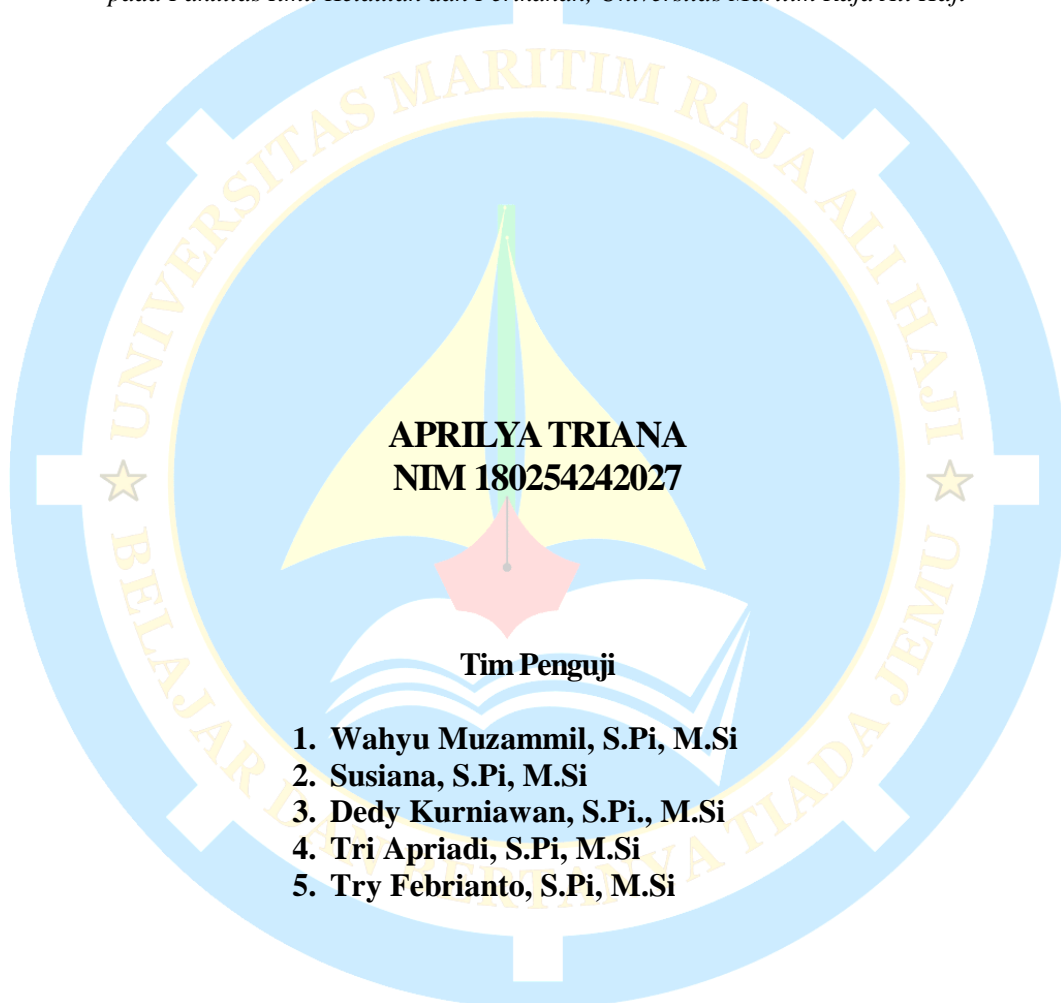 pada Fakultas Ilmu Kelautan dan Perikanan, Universitas Maritim Raja Ali Haji
UNIVERSITAS MARITIM RAJA ALI HAJI
APRILYA TRIANA
NIM 180254242027
Tim Penguji
1. Wahyu Muzammil, S.Pi, M.Si
2. Susiana, S.Pi, M.Si
3. Dedy Kurniawan, S.Pi., M.Si
4. Tri Apriadi, S.Pi, M.Si
5. Try Febrianto, S.Pi, M.Si
BELAJAR DAN BERTANYA TIADA JEMU